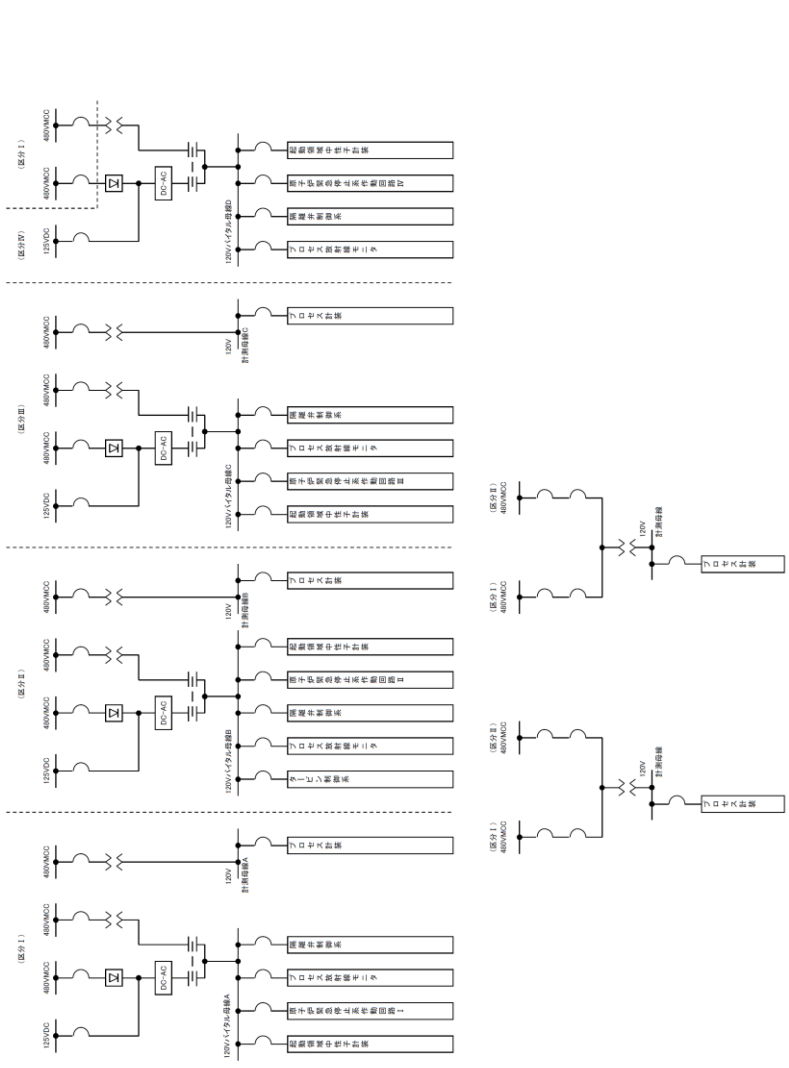 (区分Ⅰ)
125VDC
480VMCC
480VMCC
480VMCC
DC-AC
120Vバイタル母線A
120V
計測母線A
起動領域中性子計装
原子炉緊急停止系作動回路Ⅰ
プロセス放射線モニタ
隔離弁制御系
プロセス計装
(区分Ⅱ)
125VDC
480VMCC
480VMCC
480VMCC
DC-AC
120Vバイタル母線B
120V
計測母線B
タービン制御系
プロセス放射線モニタ
隔離弁制御系
原子炉緊急停止系作動回路Ⅱ
起動領域中性子計装
プロセス計装
(区分Ⅲ)
125VDC
480VMCC
480VMCC
480VMCC
DC-AC
120Vバイタル母線C
120V
計測母線C
起動領域中性子計装
原子炉緊急停止系作動回路Ⅲ
プロセス放射線モニタ
隔離弁制御系
プロセス計装
(区分Ⅳ)
(区分Ⅰ)
125VDC
480VMCC
480VMCC
DC-AC
120Vバイタル母線D
プロセス放射線モニタ
隔離弁制御系
原子炉緊急停止系作動回路Ⅳ
起動領域中性子計装
(区分Ⅰ)
480VMCC
(区分Ⅱ)
480VMCC
120V
計測母線
プロセス計装
(区分Ⅰ)
480VMCC
(区分Ⅱ)
480VMCC
120V
計測母線
プロセス計装